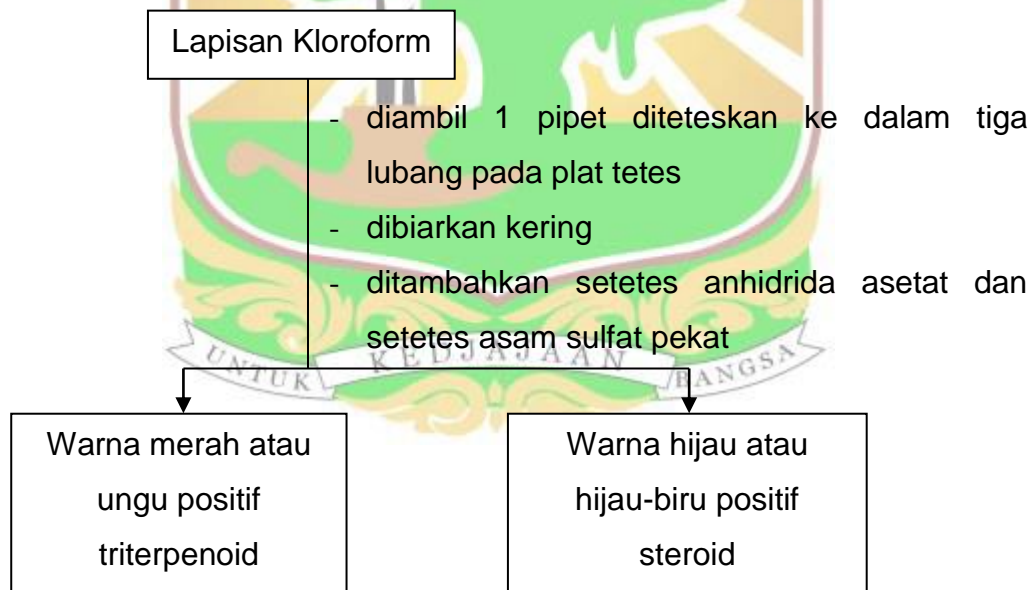 Lapisan Kloroform
- diambil 1 pipet diteteskan ke dalam tiga
lubang pada plat tetes
- dibiarkan kering
- ditambahkan setetes anhidrida asetat dan
setetes asam sulfat pekat
UNTUK KEDJAJAAN BANGSA
Warna merah atau
ungu positif
triterpenoid
Warna hijau atau
hijau-biru positif
steroid